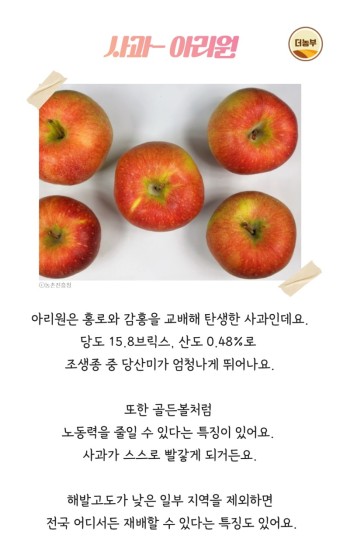 사과- 아리원
더농부
ⓒ농촌진흥청
아리원은 홍로와 감홍을 교배해 탄생한 사과인데요.
당도 15.8브릭스, 산도 0.48%로
조생종 중 당산미가 엄청나게 뛰어나요.
또한 골든볼처럼
노동력을 줄일 수 있다는 특징이 있어요.
사과가 스스로 빨갛게 되거든요.
해발고도가 낮은 일부 지역을 제외하면
전국 어디서든 재배할 수 있다는 특징도 있어요.